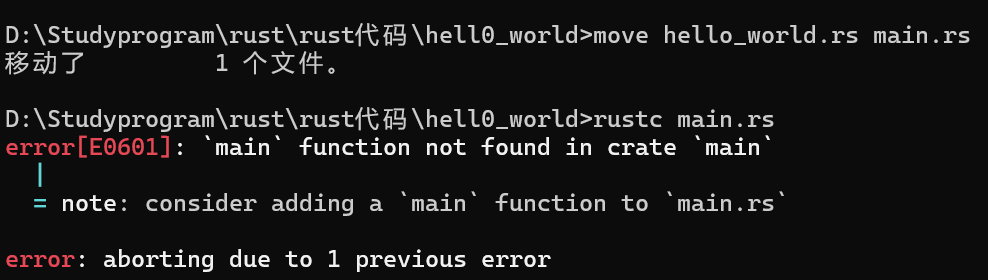 D:\Studyprogram\rust\rust代码\hell0_world>move hello_world.rs main.rs
移动了         1 个文件。
D:\Studyprogram\rust\rust代码\hell0_world>rustc main.rs
error[E0601]: `main` function not found in crate `main`
  |
  = note: consider adding a `main` function to `main.rs`
error: aborting due to 1 previous error